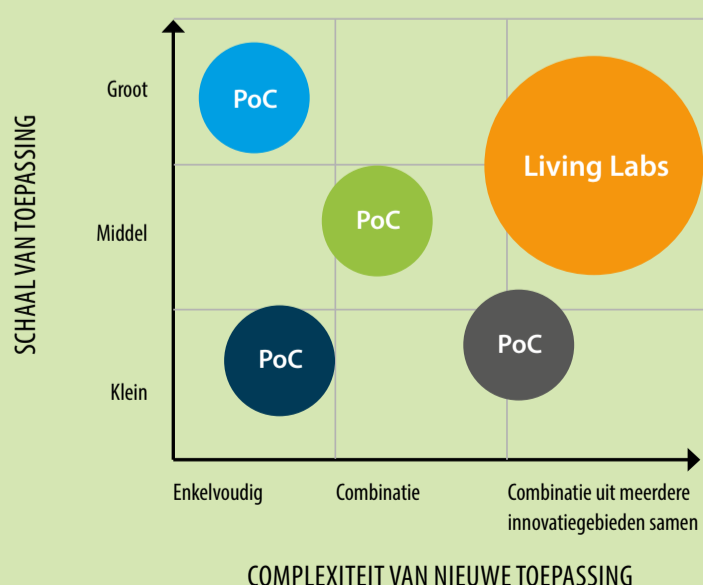 SCHAAL VAN TOEPASSING
Groot
Middel
Klein
PoC
Living Labs
PoC
PoC
PoC
Enkelvoudig
Combinatie
Combinatie uit meerdere
innovatiegebieden samen
COMPLEXITEIT VAN NIEUWE TOEPASSING